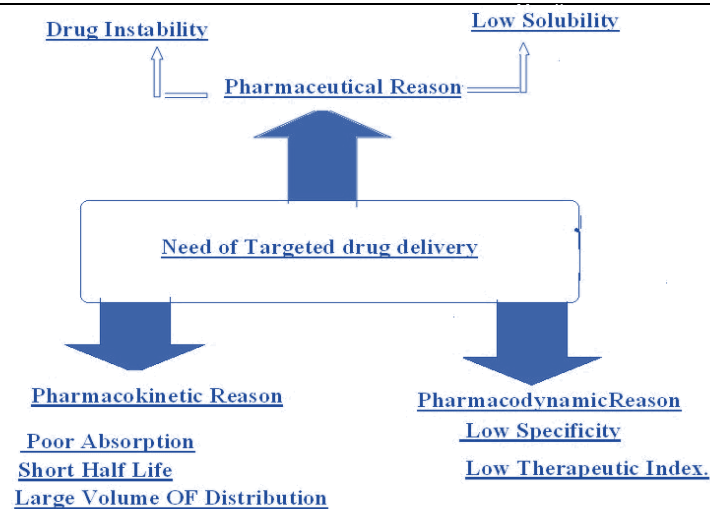 Drug Instability
Low Solubility
Pharmaceutical Reason
Need of Targeted drug delivery
Pharmacokinetic Reason
Poor Absorption
Short Half Life
Large Volume OF Distribution
PharmacodynamicReason
Low Specificity
Low Therapeutic Index.